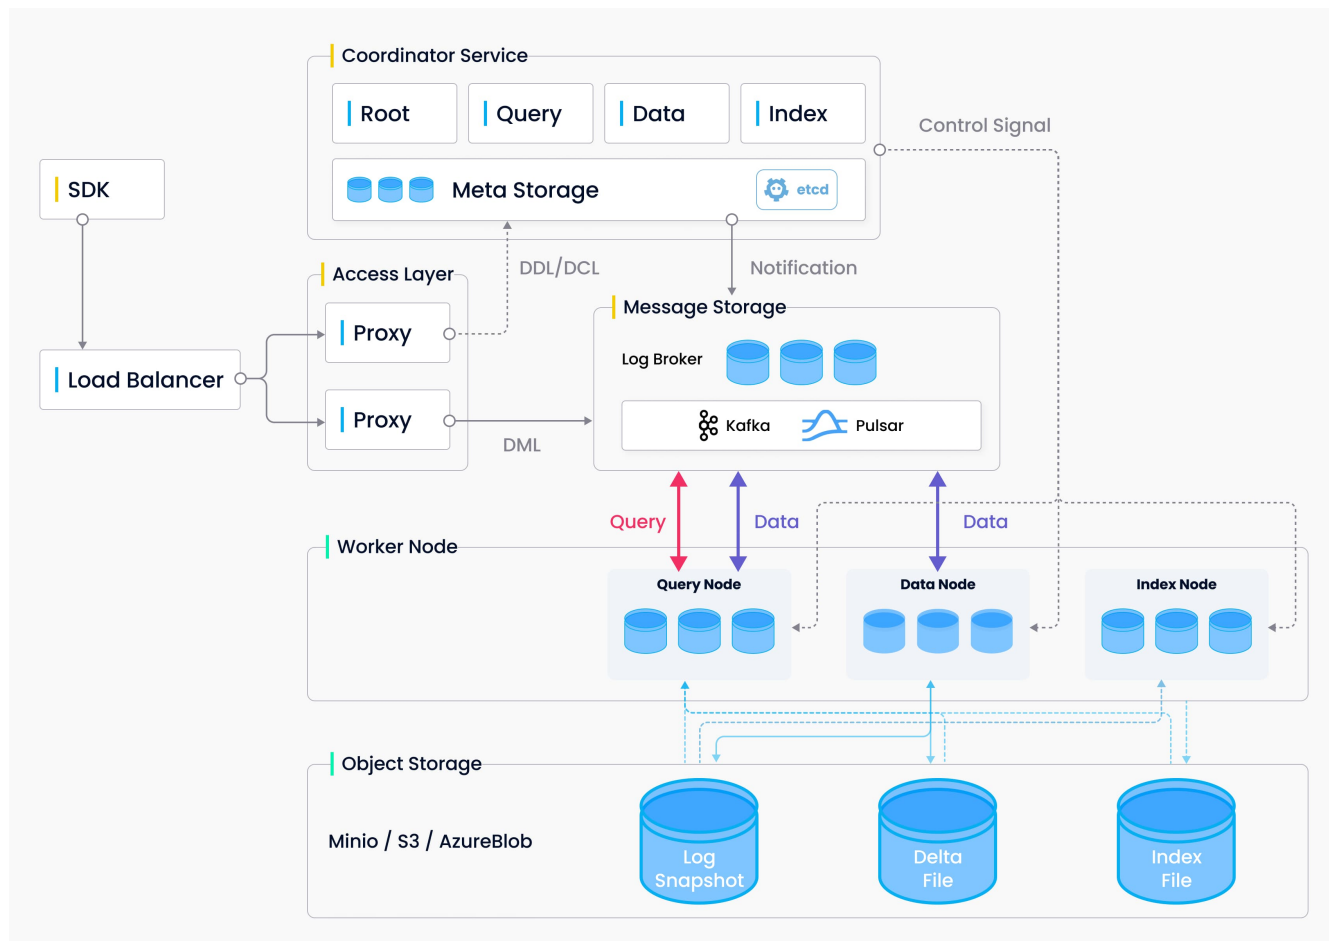 Coordinator Service
Root
Query
Data
Index
Control Signal
SDK
Meta Storage
etcd
DDL/DCL
Notification
Access Layer
Proxy
Message Storage
Log Broker
Load Balancer
Proxy
Kafka
Pulsar
DML
Query
Data
Data
Worker Node
Query Node
Data Node
Index Node
Object Storage
Minio / S3 / AzureBlob
Log
Snapshot
Delta
File
Index
File